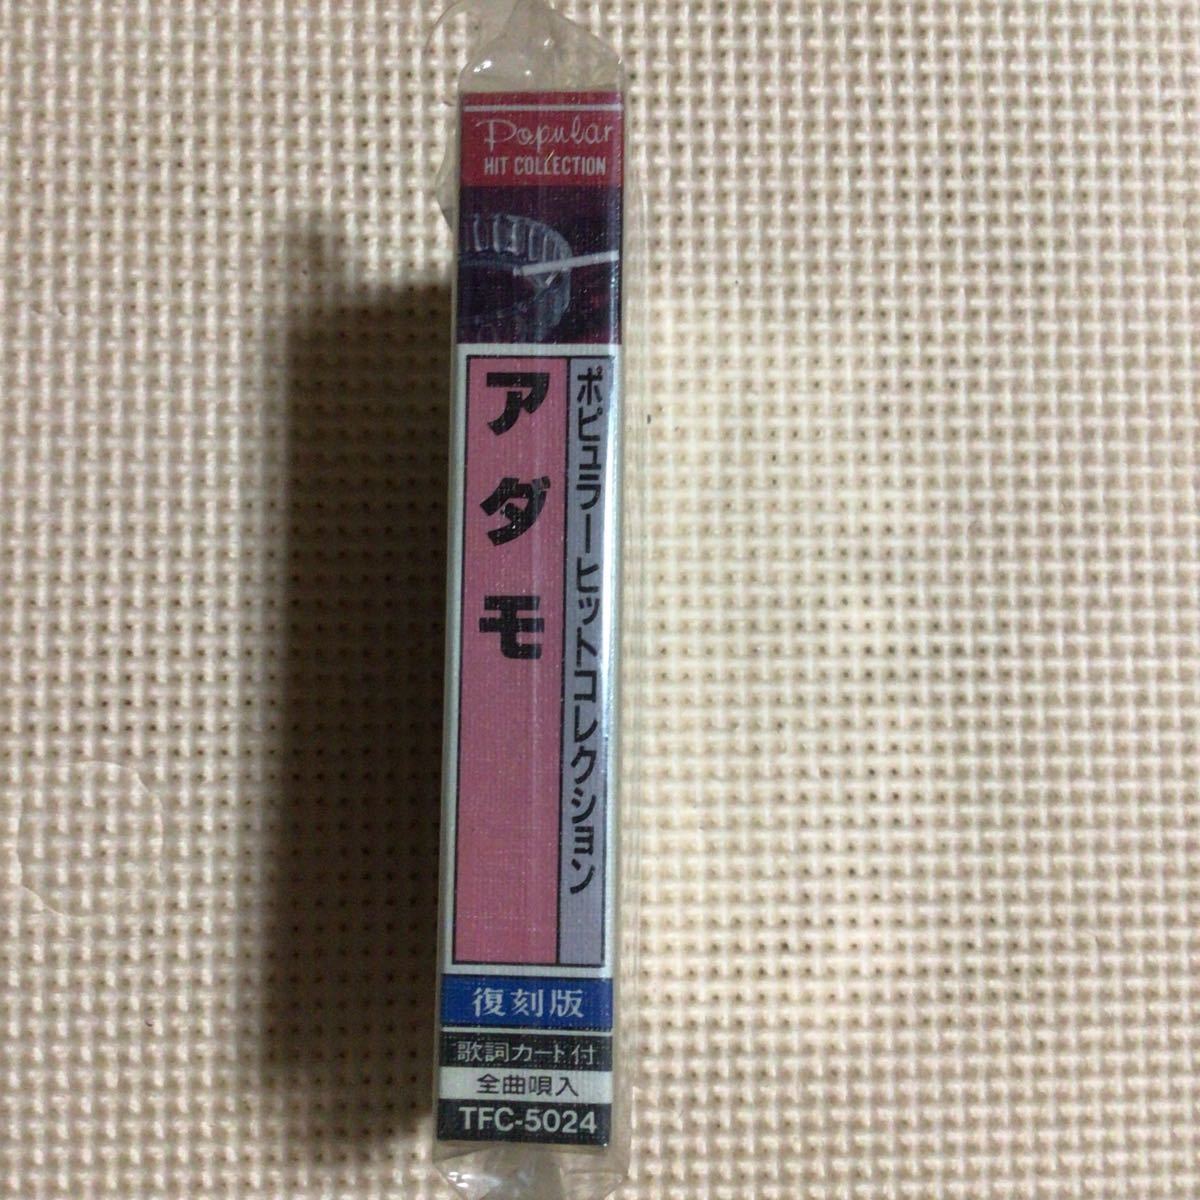 Popular
HIT COLLECTION
ポピュラーヒットコレクション
アダモ
復刻版
歌詞カード付
全曲唄入
TFC-5024